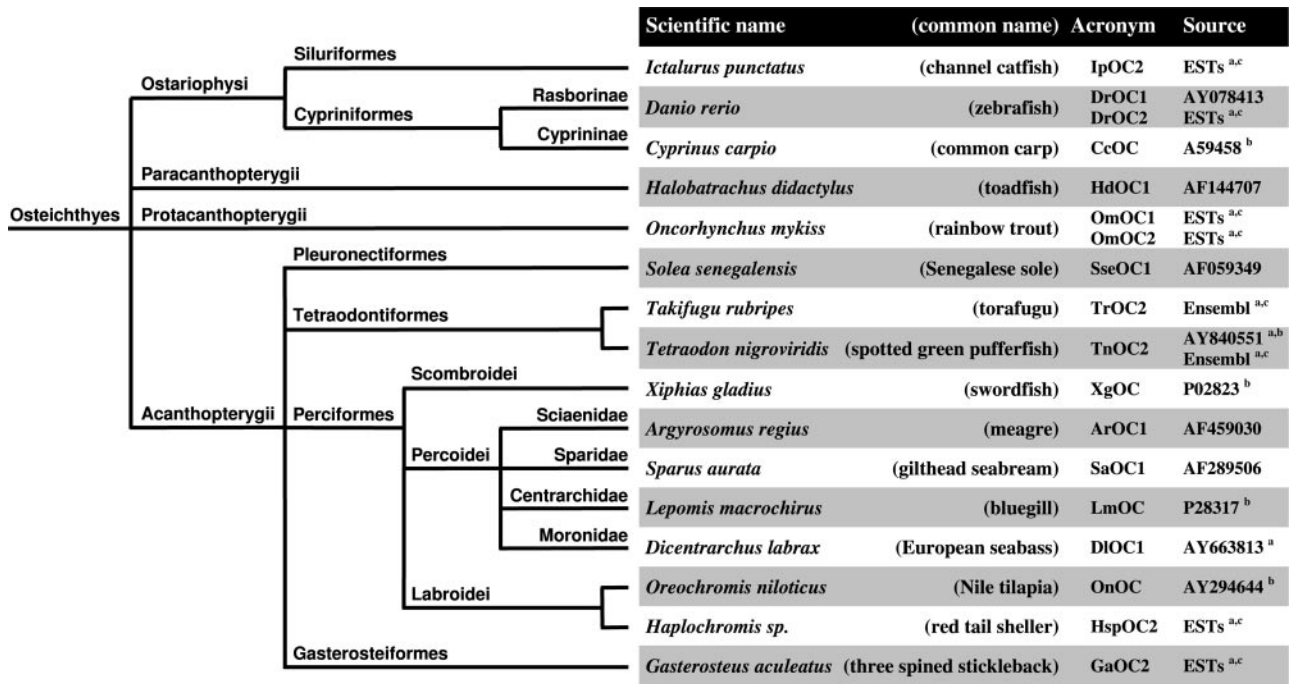 Scientific name (common name) Acronym Source
Siluriformes
Ictalurus punctatus (channel catfish) IpOC2 ESTs a,c
Ostariophysi
Rasborinae
Danio rerio (zebrafish) DrOC1 AY078413
DrOC2 ESTs a,c
Cypriniformes
Cyprininae
Cyprinus carpio (common carp) CcOC A59458 b
Paracanthopterygii
Halobatrachus didactylus (toadfish) HdOC1 AF144707
Osteichthyes
Protacanthopterygii
Oncorhynchus mykiss (rainbow trout) OmOC1 ESTs a,c
OmOC2 ESTs a,c
Pleuronectiformes
Solea senegalensis (Senegalese sole) SseOC1 AF059349
Tetraodontiformes
Takifugu rubripes (torafugu) TrOC2 Ensembl a,c
Tetraodon nigroviridis (spotted green pufferfish) TnOC2 AY840551 a,b
Ensembl a,c
Scombroidei
Xiphias gladius (swordfish) XgOC P02823 b
Acanthopterygii
Perciformes
Sciaenidae
Argyrosomus regius (meagre) ArOC1 AF459030
Percoidei
Sparidae
Sparus aurata (gilthead seabream) SaOC1 AF289506
Centrarchidae
Lepomis macrochirus (bluegill) LmOC P28317 b
Moronidae
Dicentrarchus labrax (European seabass) DlOC1 AY663813 a
Labroidei
Oreochromis niloticus (Nile tilapia) OnOC AY294644 b
Haplochromis sp. (red tail sheller) HspOC2 ESTs a,c
Gasterosteiformes
Gasterosteus aculeatus (three spined stickleback) GaOC2 ESTs a,c